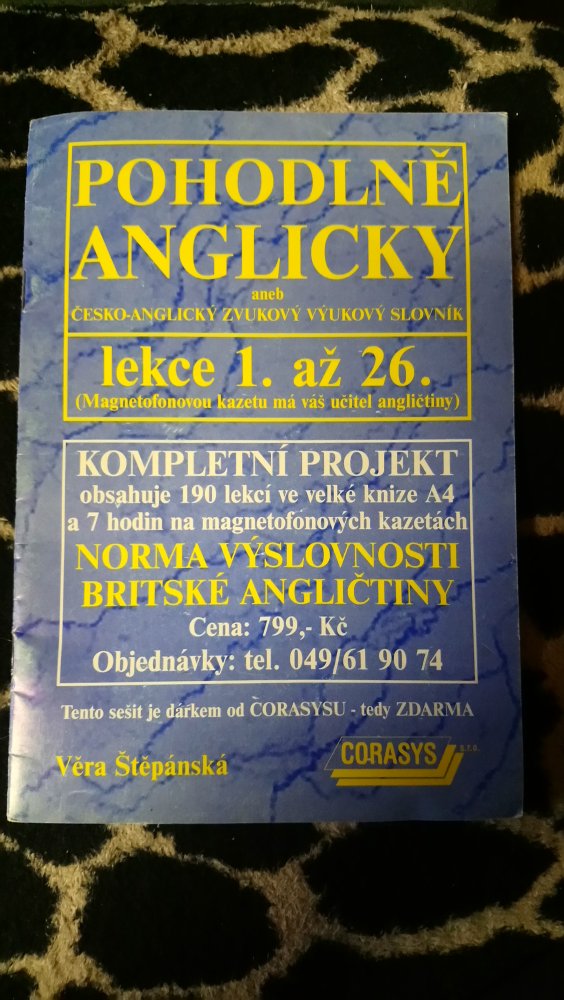 POHODLNĚ
ANGLICKY
aneb
ČESKO-ANGLICKÝ ZVUKOVÝ VÝUKOVÝ SLOVNÍK
lekce 1. až 26.
(Magnetofonovou kazetu má váš učitel angličtiny)
KOMPLETNÍ PROJEKT
obsahuje 190 lekcí ve velké knize A4
a 7 hodin na magnetofonových kazetách
NORMA VÝSLOVNOSTI
BRITSKÉ ANGLIČTINY
Cena: 799,- Kč
Objednávky: tel. 049/61 90 74
Tento sešit je dárkem od CORASYSU - tedy ZDARMA
Věra Štěpánská
CORASYS s.r.o.